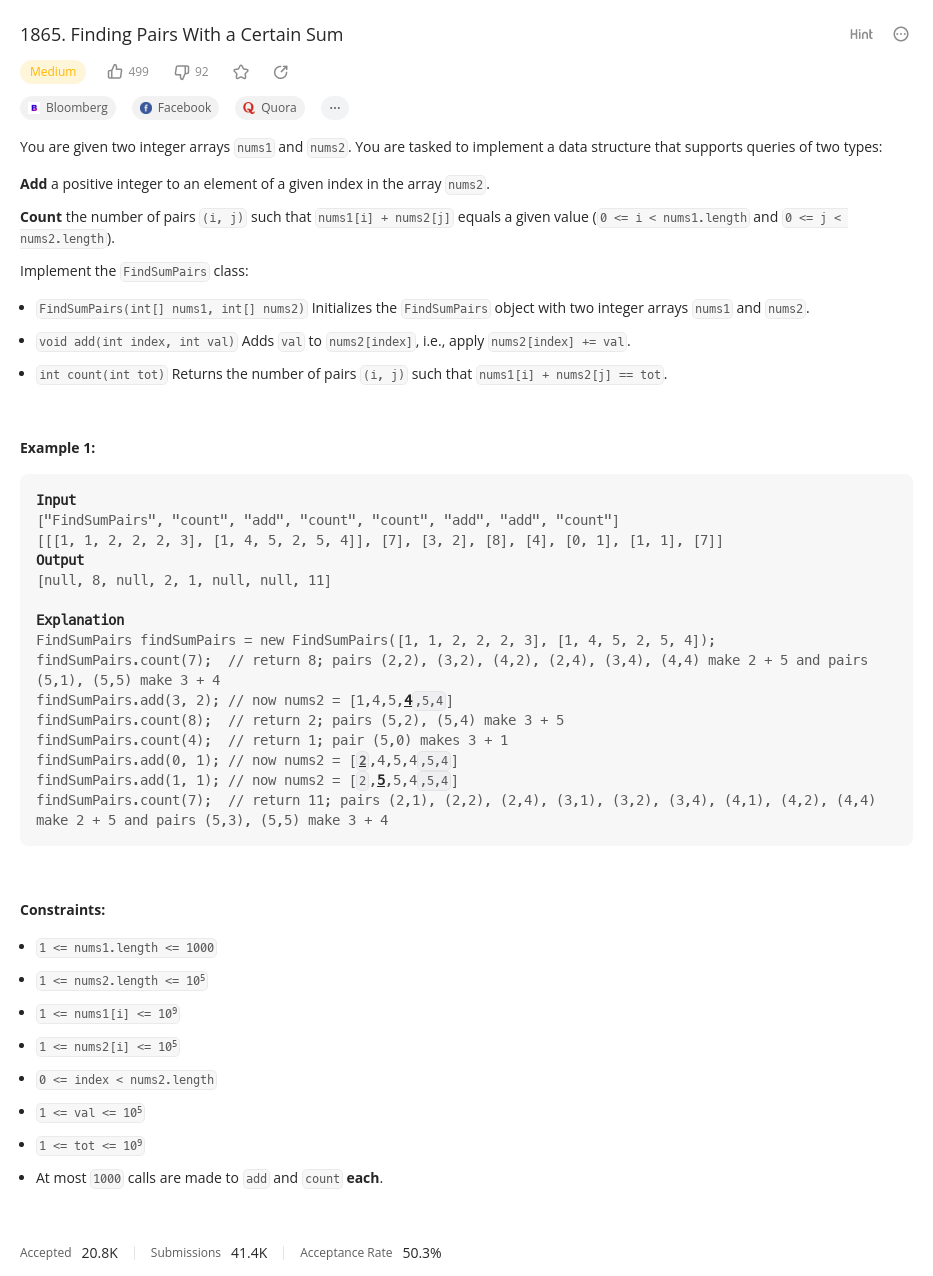 1865. Finding Pairs With a Certain Sum
Hint
Medium
499
92
Bloomberg
Facebook
Quora
...
You are given two integer arrays nums1 and nums2. You are tasked to implement a data structure that supports queries of two types:
Add a positive integer to an element of a given index in the array nums2.
Count the number of pairs (i, j) such that nums1[i] + nums2[j] equals a given value (0 <= i < nums1.length and 0 <= j <
nums2.length).
Implement the FindSumPairs class:
• FindSumPairs(int[] nums1, int[] nums2) Initializes the FindSumPairs object with two integer arrays nums1 and nums2.
• void add(int index, int val) Adds val to nums2[index], i.e., apply nums2[index] += val.
• int count(int tot) Returns the number of pairs (i, j) such that nums1[i] + nums2[j] == tot.
Example 1:
Input
["FindSumPairs", "count", "add", "count", "count", "add", "add", "count"]
[[[1, 1, 2, 2, 2, 3], [1, 4, 5, 2, 5, 4]], [7], [3, 2], [8], [4], [0, 1], [1, 1], [7]]
Output
[null, 8, null, 2, 1, null, null, 11]
Explanation
FindSumPairs findSumPairs = new FindSumPairs([1, 1, 2, 2, 2, 3], [1, 4, 5, 2, 5, 4]);
findSumPairs.count(7);  // return 8; pairs (2,2), (3,2), (4,2), (2,4), (3,4), (4,4) make 2 + 5 and pairs
(5,1), (5,5) make 3 + 4
findSumPairs.add(3, 2); // now nums2 = [1,4,5,4,5,4]
findSumPairs.count(8);  // return 2; pairs (5,2), (5,4) make 3 + 5
findSumPairs.count(4);  // return 1; pair (5,0) makes 3 + 1
findSumPairs.add(0, 1); // now nums2 = [2,4,5,4,5,4]
findSumPairs.add(1, 1); // now nums2 = [2,5,5,4,5,4]
findSumPairs.count(7);  // return 11; pairs (2,1), (2,2), (2,4), (3,1), (3,2), (3,4), (4,1), (4,2), (4,4)
make 2 + 5 and pairs (5,3), (5,5) make 3 + 4
Constraints:
• 1 <= nums1.length <= 1000
• 1 <= nums2.length <= 10⁵
• 1 <= nums1[i] <= 10⁹
• 1 <= nums2[i] <= 10⁵
• 0 <= index < nums2.length
• 1 <= val <= 10⁵
• 1 <= tot <= 10⁹
• At most 1000 calls are made to add and count each.
Accepted 20.8K Submissions 41.4K Acceptance Rate 50.3%